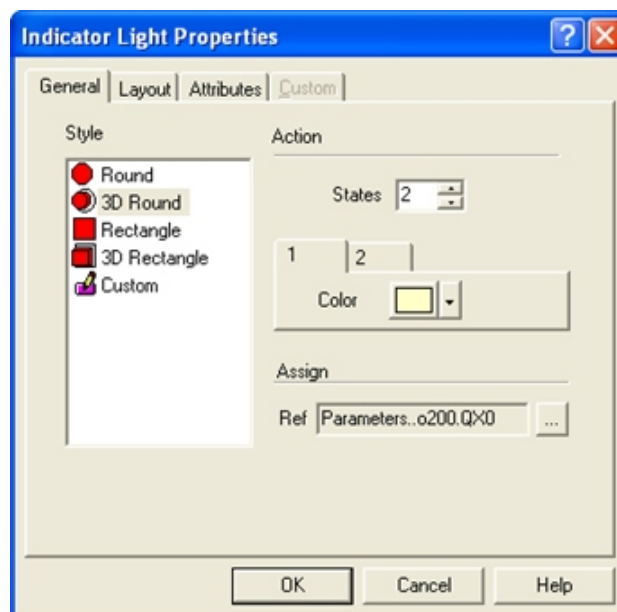 Indicator Light Properties
General Layout Attributes Custom
Style
Round
3D Round
Rectangle
3D Rectangle
Custom
Action
States 2
1 2
Color
Assign
Ref Parameters..o200.QX0 ...
OK Cancel Help